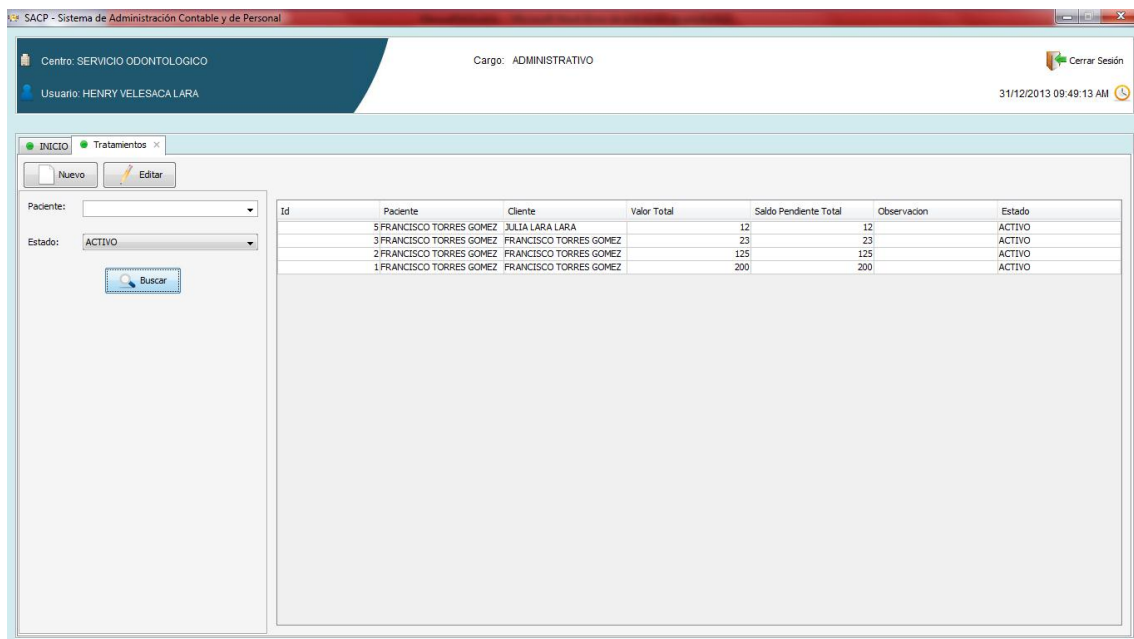 SACP - Sistema de Administración Contable y de Personal
Centro: SERVICIO ODONTOLOGICO
Cargo: ADMINISTRATIVO
Cerrar Sesión
Usuario: HENRY VELESACA LARA
31/12/2013 09:49:13 AM
INICIO Tratamientos
Nuevo Editar
Paciente:
Estado: ACTIVO
Buscar
Id Paciente Cliente Valor Total Saldo Pendiente Total Observacion Estado
5 FRANCISCO TORRES GOMEZ JULIA LARA LARA 12 12 ACTIVO
3 FRANCISCO TORRES GOMEZ FRANCISCO TORRES GOMEZ 23 23 ACTIVO
2 FRANCISCO TORRES GOMEZ FRANCISCO TORRES GOMEZ 125 125 ACTIVO
1 FRANCISCO TORRES GOMEZ FRANCISCO TORRES GOMEZ 200 200 ACTIVO